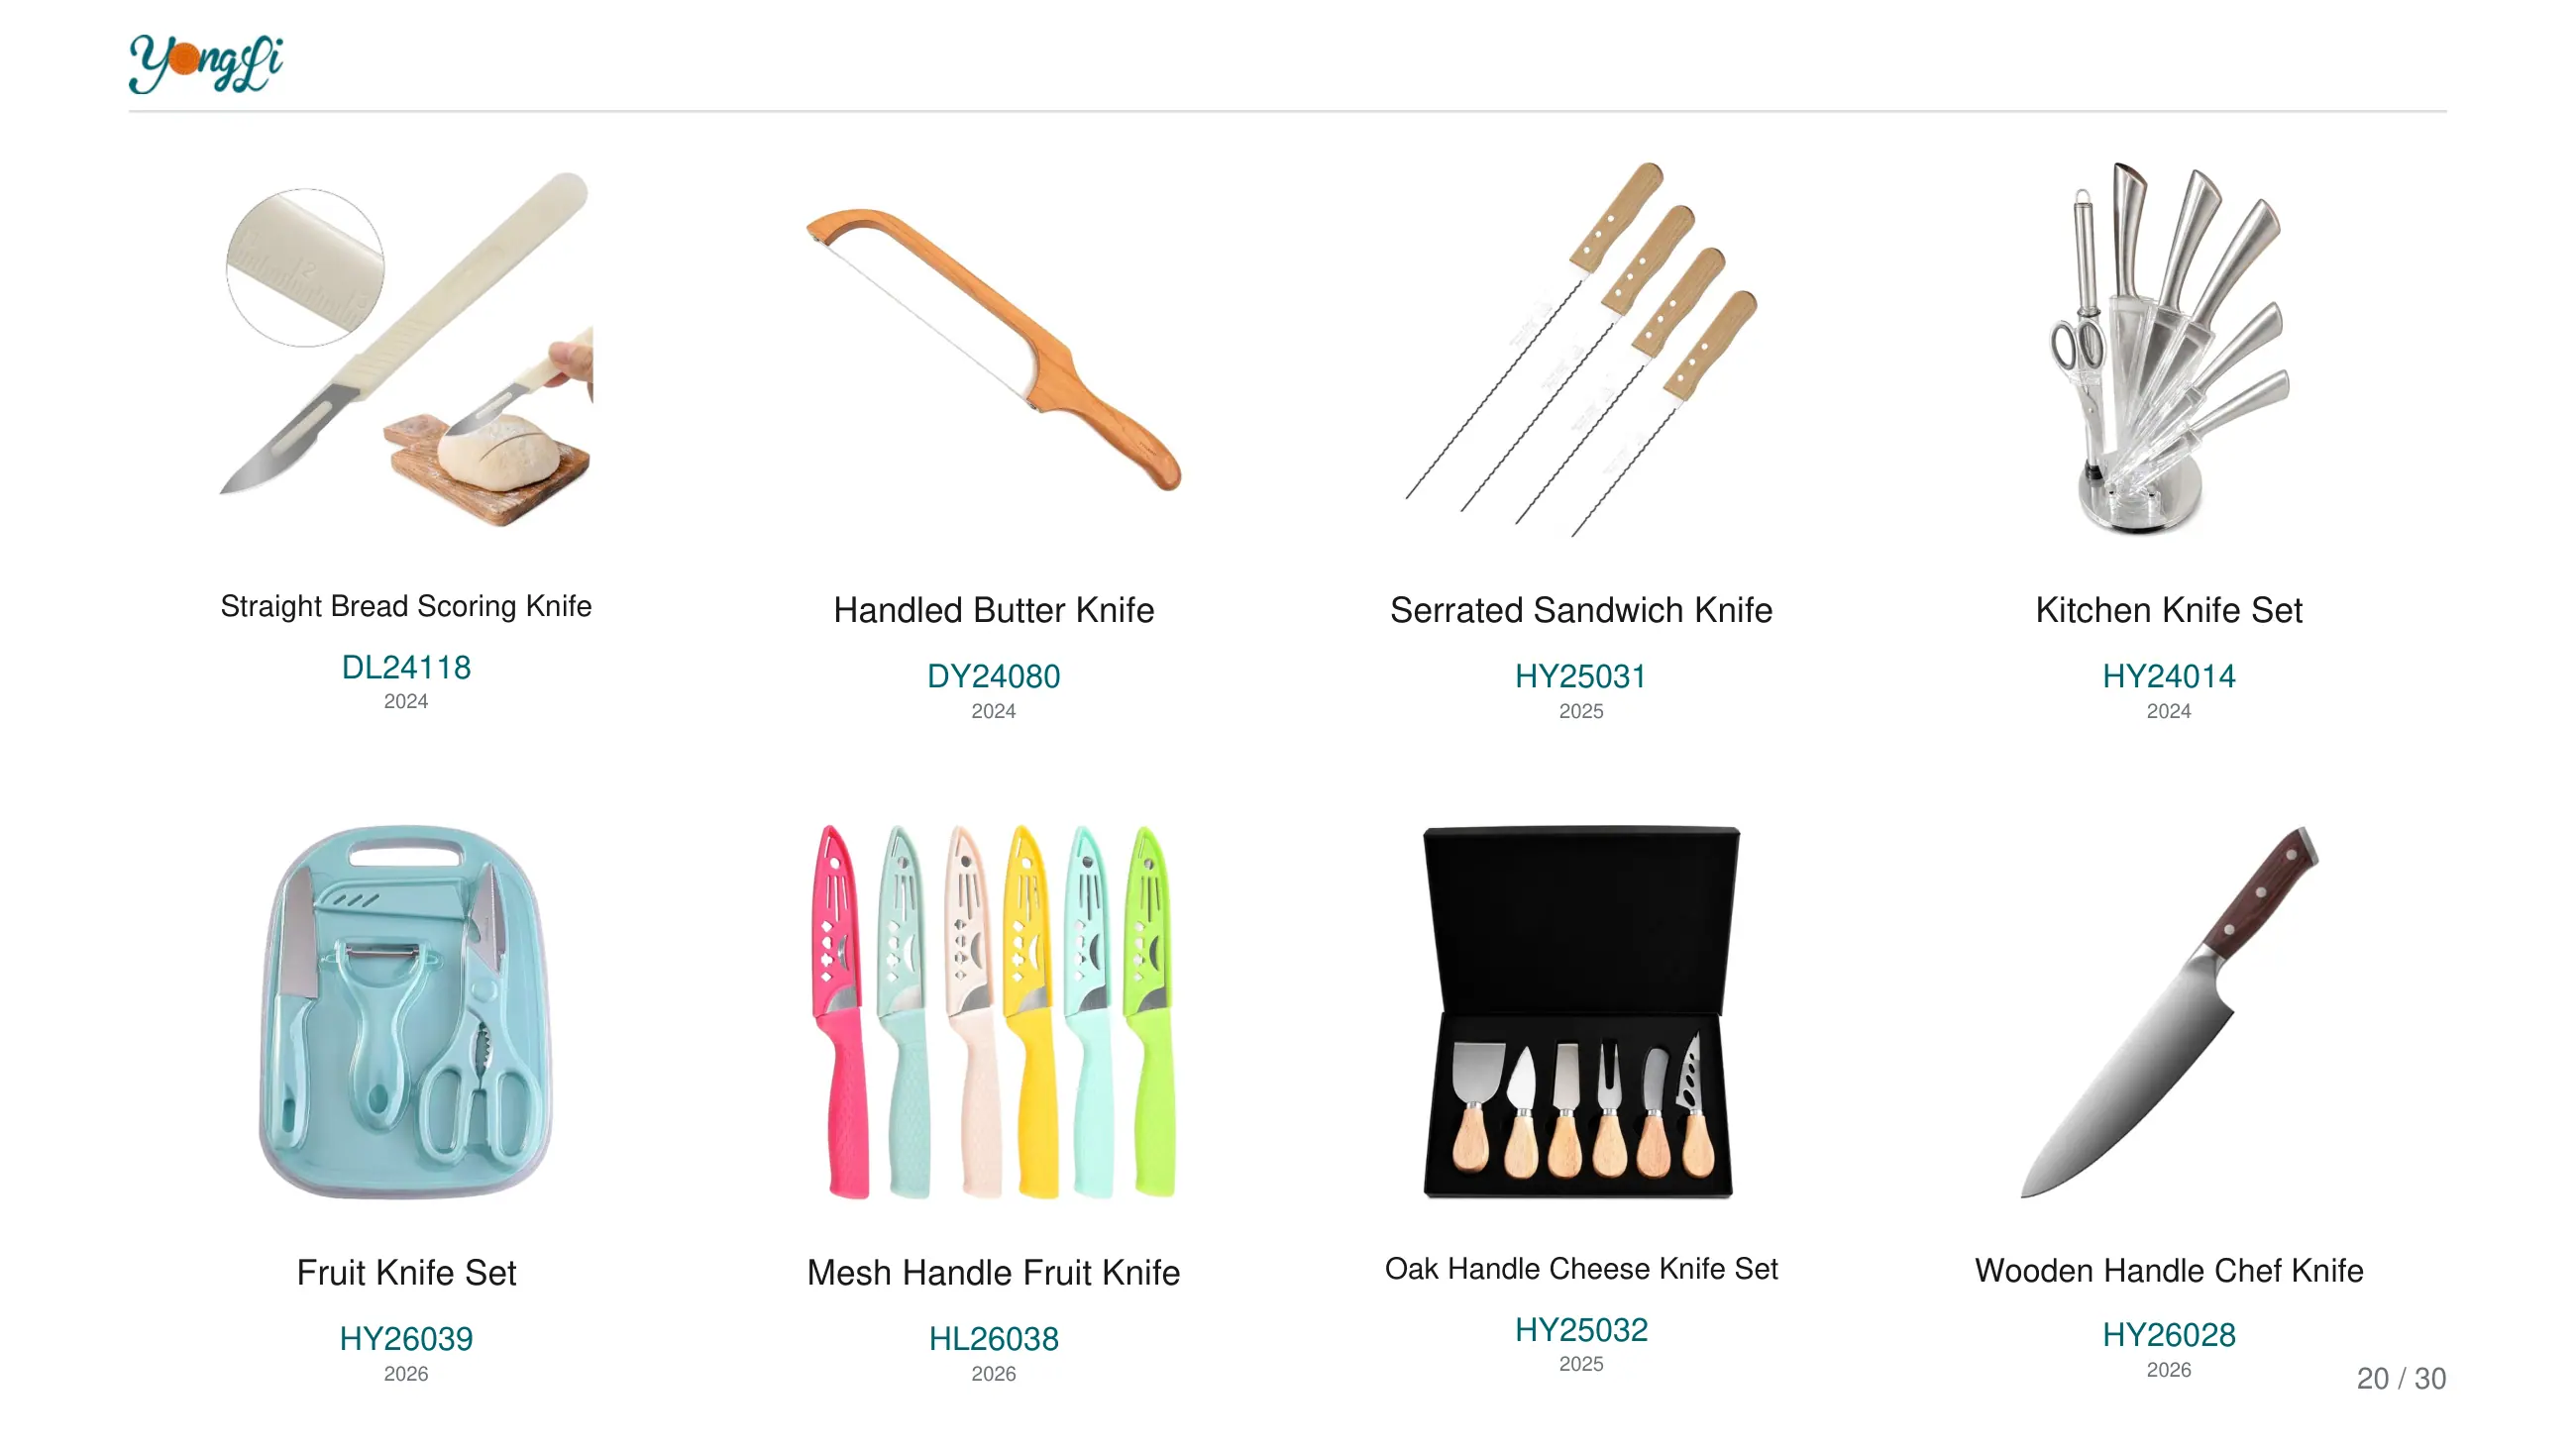 YongLi
Straight Bread Scoring Knife
DL24118
2024
Handled Butter Knife
DY24080
2024
Serrated Sandwich Knife
HY25031
2025
Kitchen Knife Set
HY24014
2024
Fruit Knife Set
HY26039
2026
Mesh Handle Fruit Knife
HL26038
2026
Oak Handle Cheese Knife Set
HY25032
2025
Wooden Handle Chef Knife
HY26028
2026
20 / 30